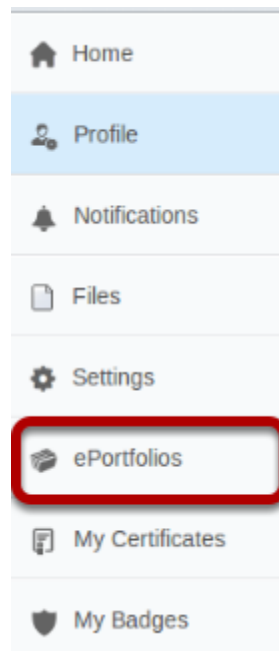 Home
Profile
Notifications
Files
Settings
ePortfolios
My Certificates
My Badges